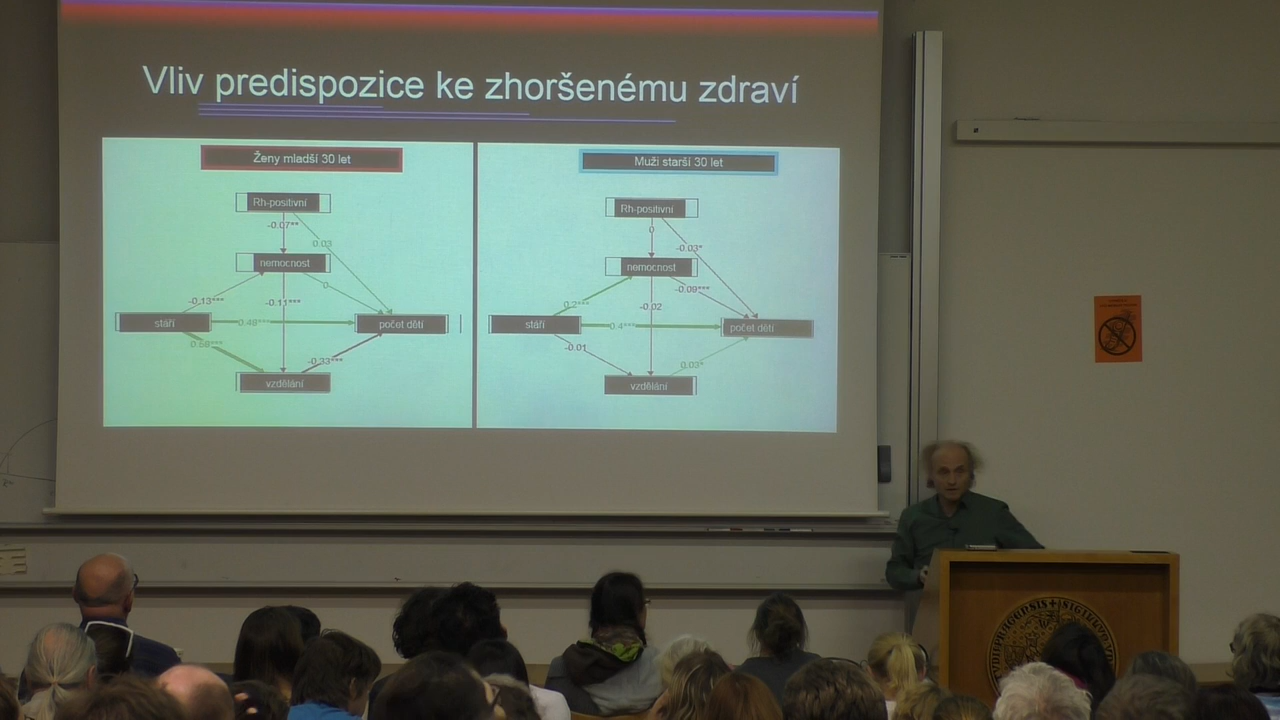 Vliv predispozice ke zhoršenému zdraví
Ženy mladší 30 let
Rh-positivní
-0.07**
0.03
nemocnost
-0.13***
-0.11***
0
stáří
0.48***
počet dětí
0.58***
-0.33***
vzdělání
Muži starší 30 let
Rh-positivní
0
-0.03*
nemocnost
0.2***
-0.02
-0.09***
stáří
0.4***
počet dětí
-0.01
0.03*
vzdělání